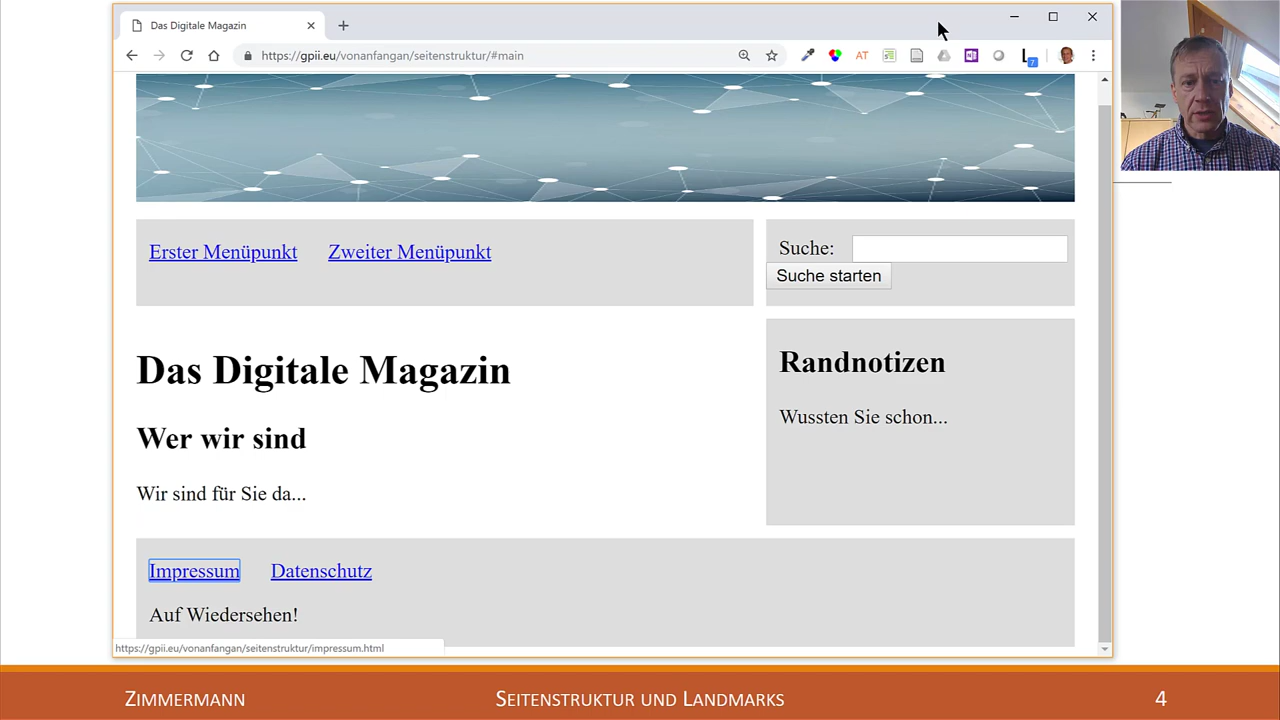 Das Digitale Magazin
https://gpii.eu/vonanfangan/seitenstruktur/#main
AT
7
Erster Menüpunkt Zweiter Menüpunkt
Suche:
Suche starten
Das Digitale Magazin
Wer wir sind
Wir sind für Sie da...
Randnotizen
Wussten Sie schon...
Impressum Datenschutz
Auf Wiedersehen!
https://gpii.eu/vonanfangan/seitenstruktur/impressum.html
ZIMMERMANN SEITENSTRUKTUR UND LANDMARKS 4